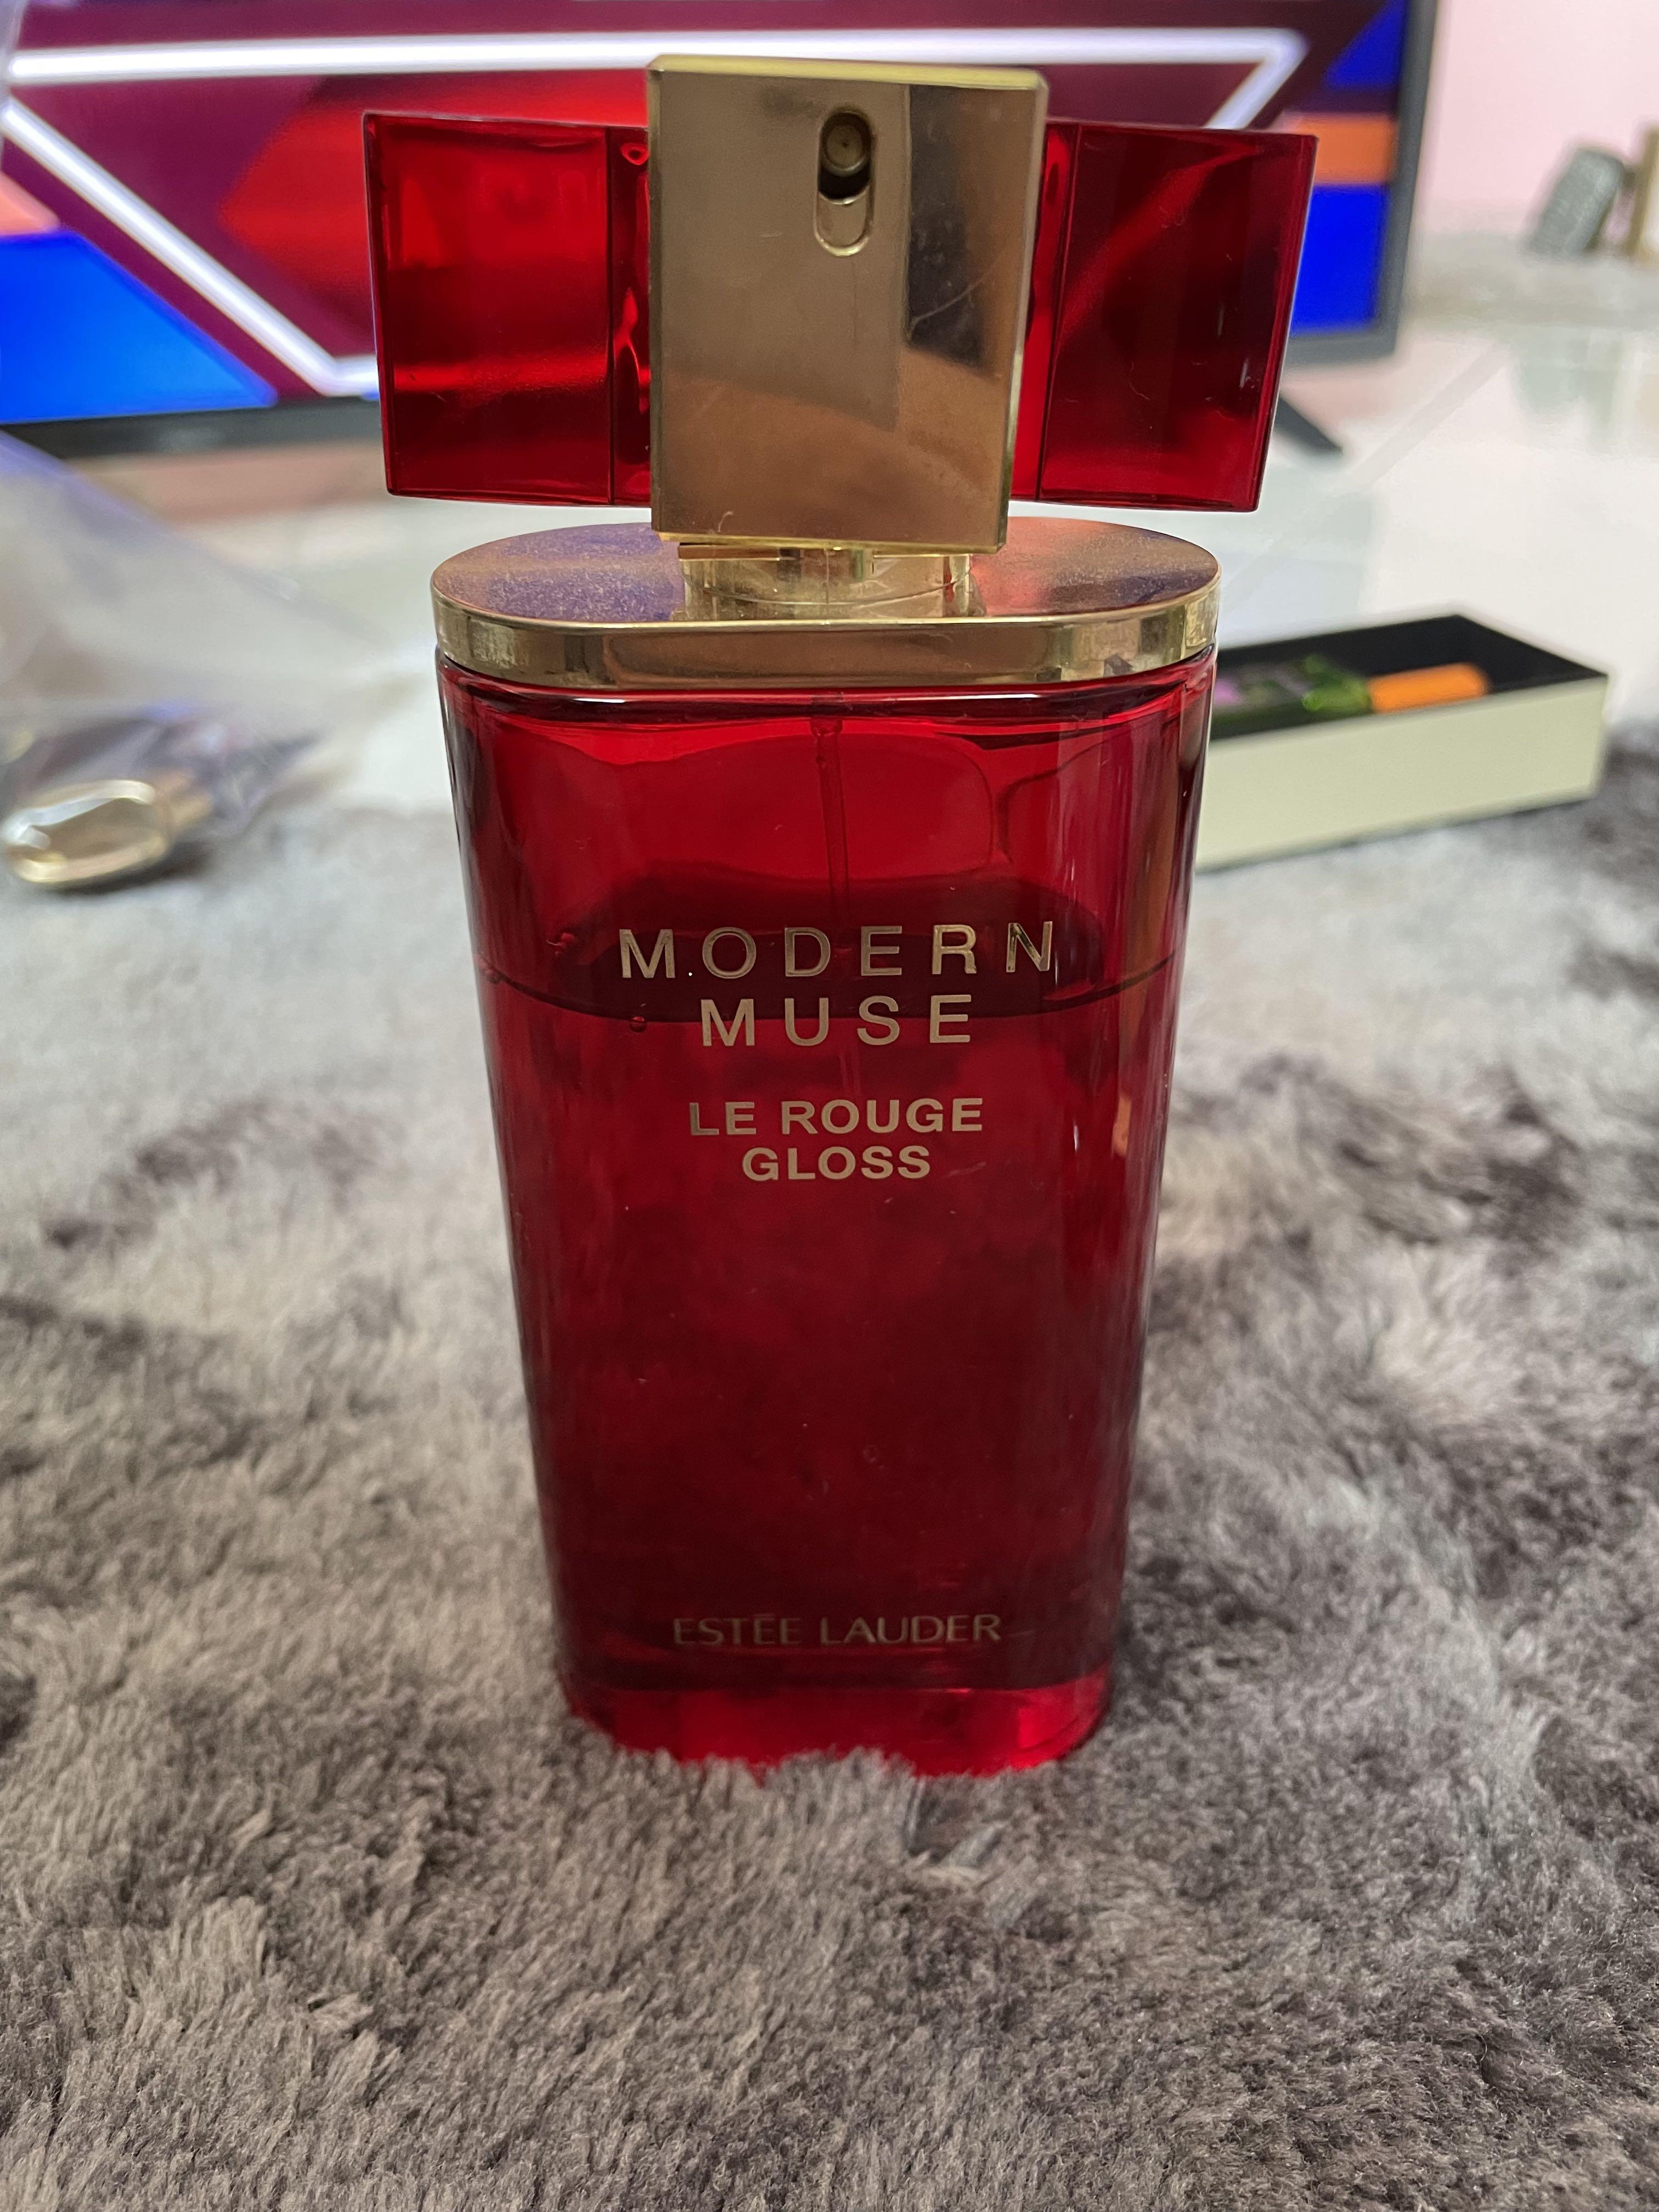 MODERN
MUSE
LE ROUGE
GLOSS
ESTĒE LAUDER